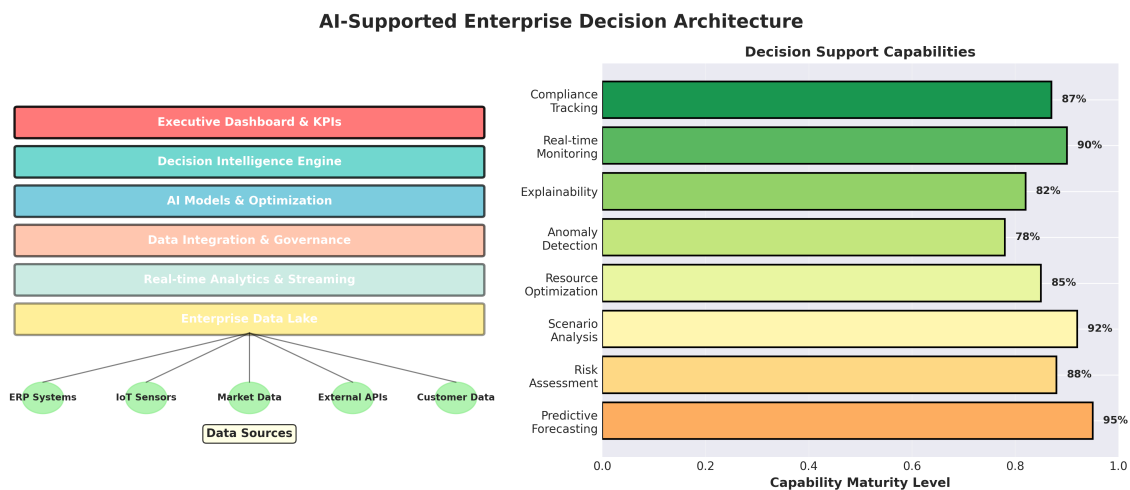 AI-Supported Enterprise Decision Architecture
Executive Dashboard & KPIs
Decision Intelligence Engine
AI Models & Optimization
Data Integration & Governance
Real-time Analytics & Streaming
Enterprise Data Lake
ERP Systems
IoT Sensors
Market Data
External APIs
Customer Data
Data Sources
Decision Support Capabilities
Compliance
Tracking
87%
Real-time
Monitoring
90%
Explainability
82%
Anomaly
Detection
78%
Resource
Optimization
85%
Scenario
Analysis
92%
Risk
Assessment
88%
Predictive
Forecasting
95%
0.0
0.2
0.4
0.6
0.8
1.0
Capability Maturity Level